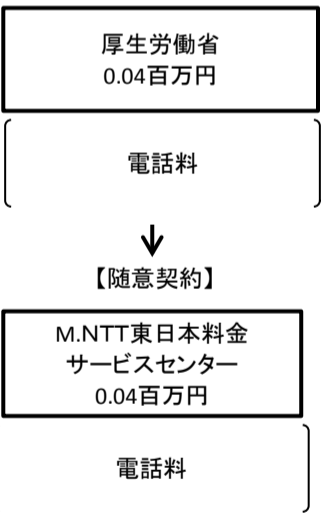 厚生労働省
0.04百万円
電話料
【随意契約】
M.NTT東日本料金
サービスセンター
0.04百万円
電話料